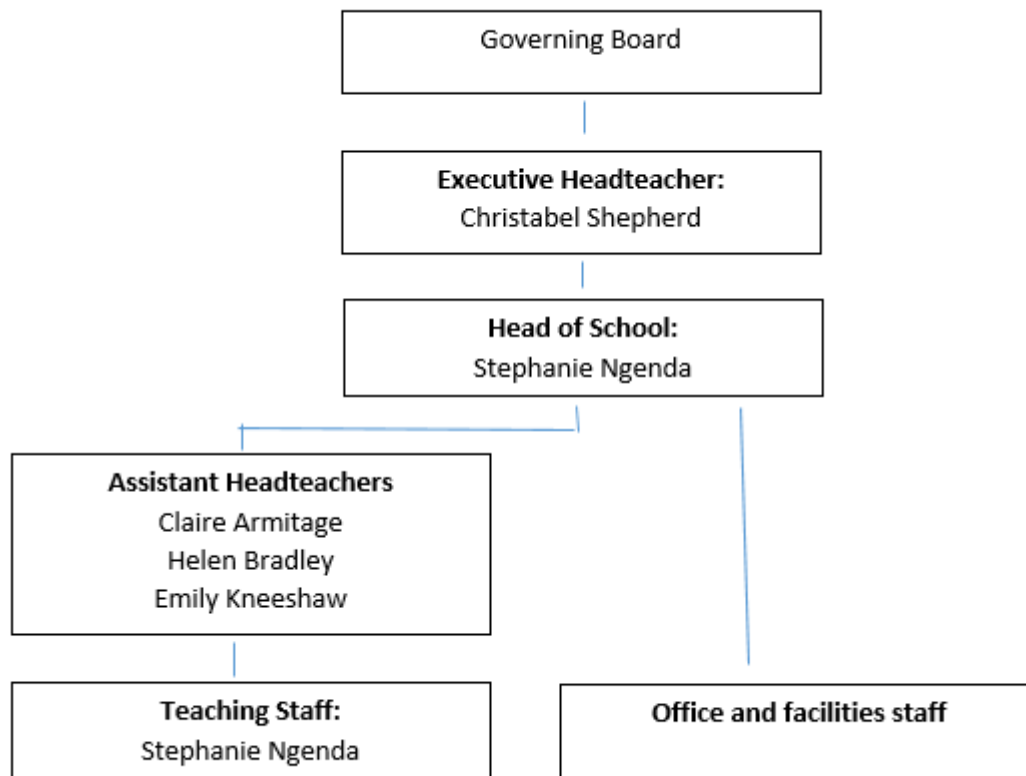 Governing Board
Executive Headteacher:
Christabel Shepherd
Head of School:
Stephanie Ngenda
Assistant Headteachers
Claire Armitage
Helen Bradley
Emily Kneeshaw
Teaching Staff:
Stephanie Ngenda
Office and facilities staff